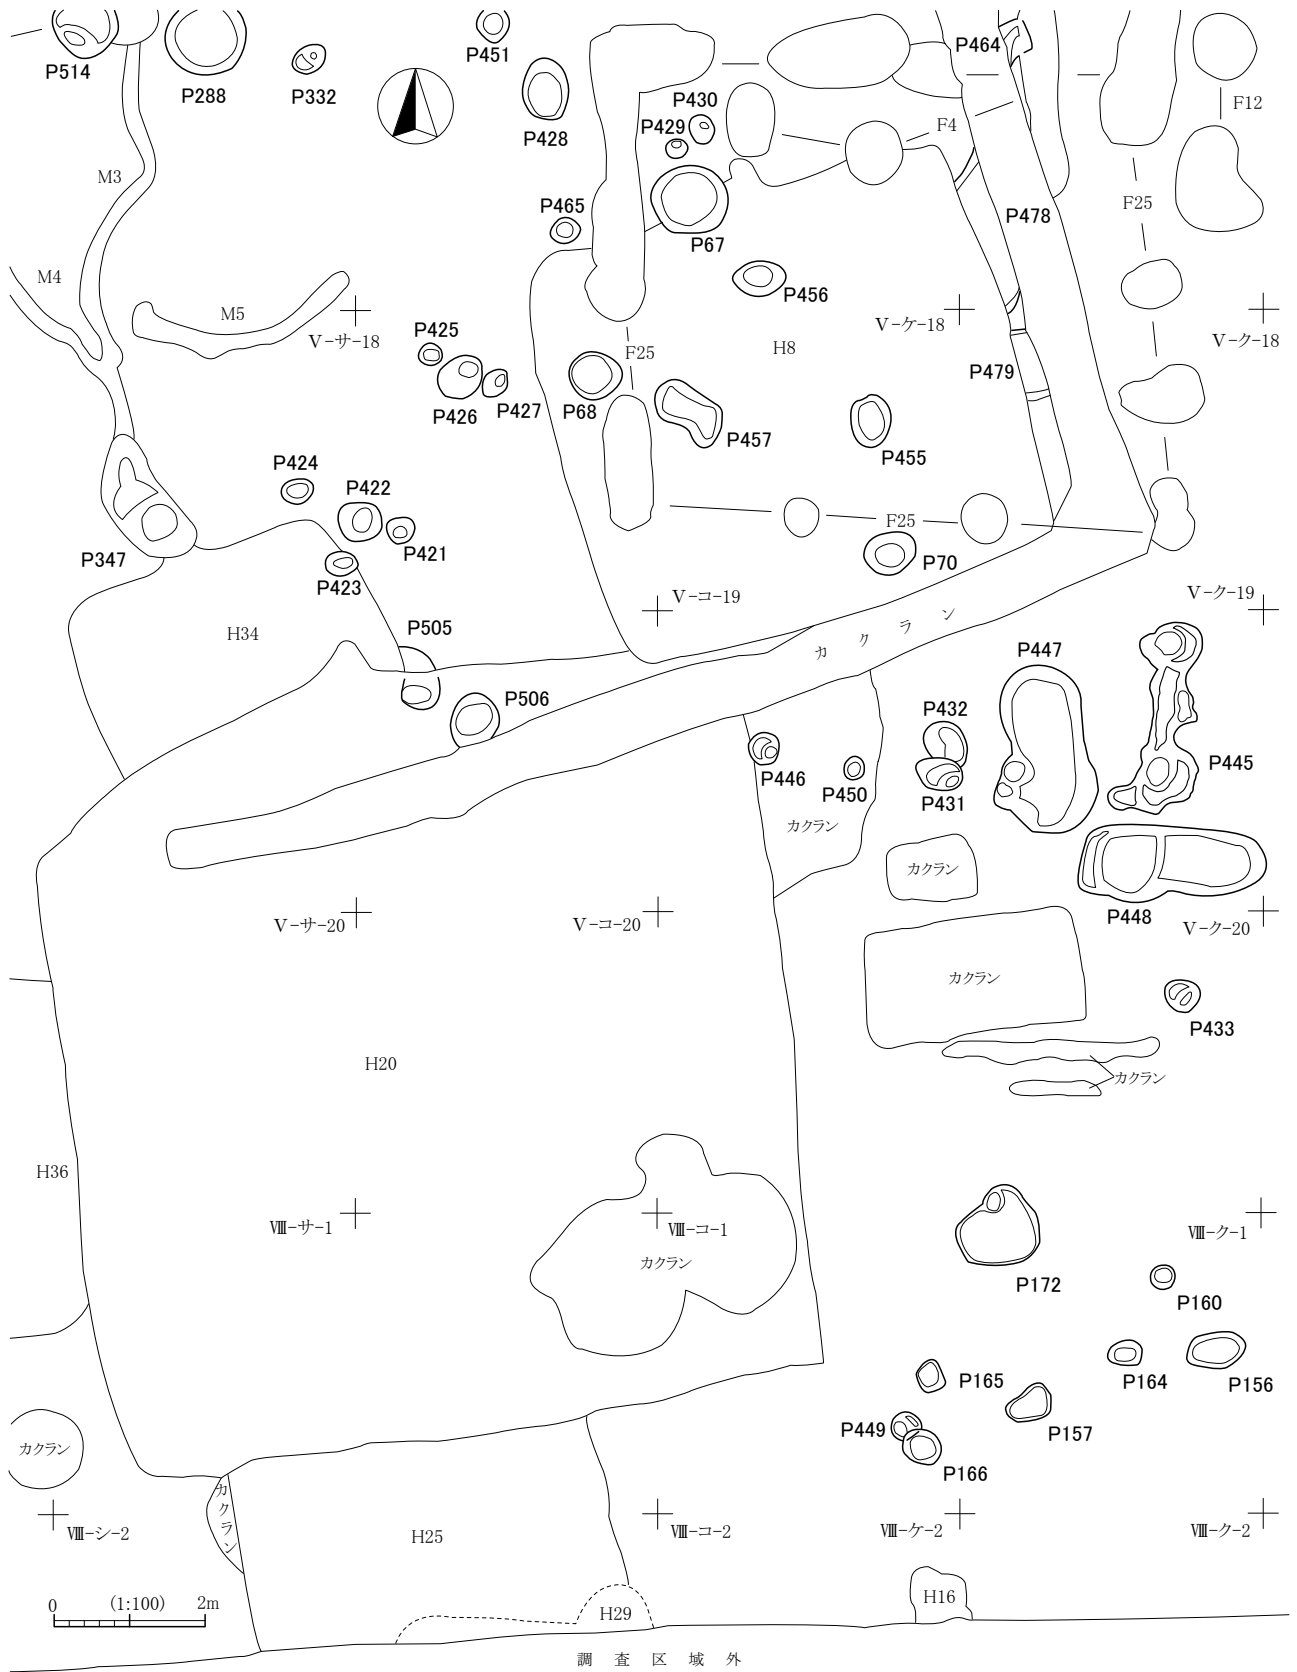 P514
P288
P332
P451
P428
P464
P430
P429
F4
F12
M3
P465
P67
P478
F25
M4
M5
P456
Ⅴ-サ-18
Ⅴ-ケ-18
Ⅴ-ク-18
P425
F25
H8
P479
P426
P427
P68
P457
P455
P424
P422
P421
F25
P347
P423
P70
Ⅴ-コ-19
Ⅴ-ク-19
H34
P505
カクラン
P447
P506
P432
P446
P450
P431
P445
カクラン
カクラン
Ⅴ-サ-20
Ⅴ-コ-20
P448
Ⅴ-ク-20
カクラン
P433
H20
カクラン
H36
Ⅷ-サ-1
Ⅷ-コ-1
Ⅷ-ク-1
カクラン
P172
P160
P165
P164
P156
P449
P157
カクラン
P166
カクラン
Ⅷ-シ-2
H25
Ⅷ-コ-2
Ⅷ-ケ-2
Ⅷ-ク-2
0 (1:100) 2m
H29
H16
調査区域外